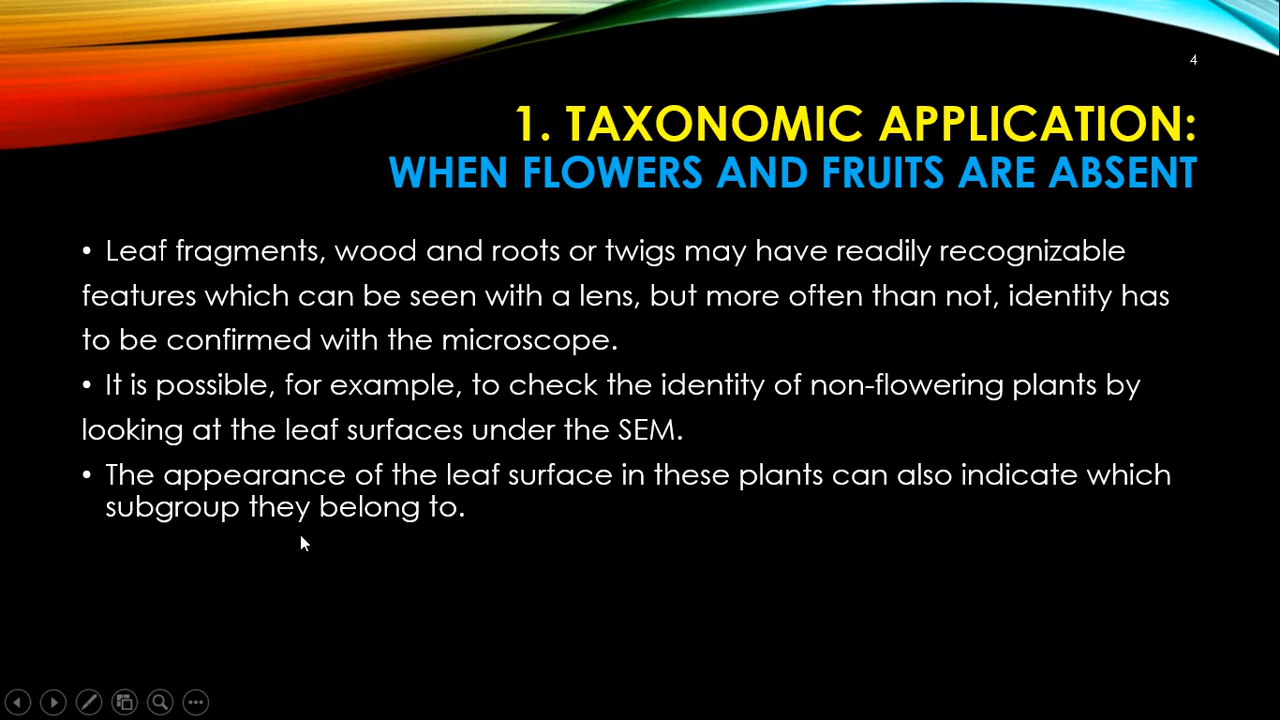 4
1. TAXONOMIC APPLICATION:
WHEN FLOWERS AND FRUITS ARE ABSENT
• Leaf fragments, wood and roots or twigs may have readily recognizable
features which can be seen with a lens, but more often than not, identity has
to be confirmed with the microscope.
• It is possible, for example, to check the identity of non-flowering plants by
looking at the leaf surfaces under the SEM.
• The appearance of the leaf surface in these plants can also indicate which
subgroup they belong to.